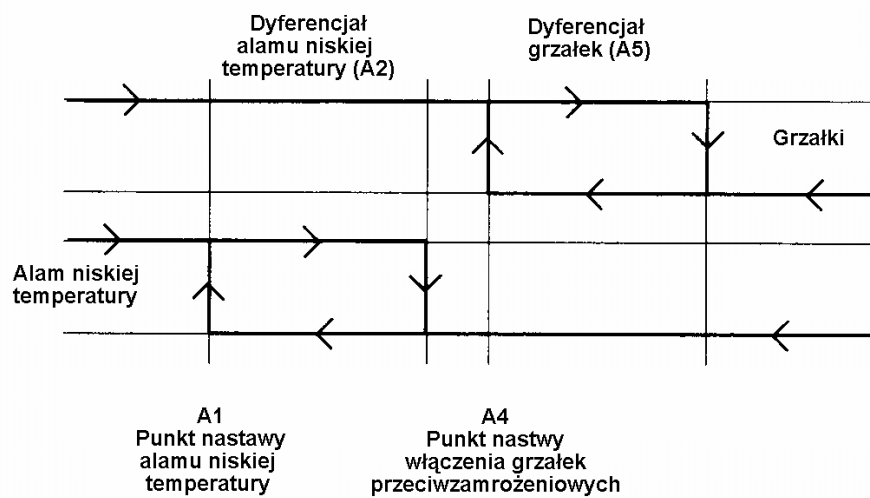 Dyferencjał
alamu niskiej
temperatury (A2)
Dyferencjał
grzałek (A5)
Grzałki
Alam niskiej
temperatury
A1
Punkt nastawy
alamu niskiej
temperatury
A4
Punkt nastwy
włączenia grzałek
przeciwzamrożeniowych